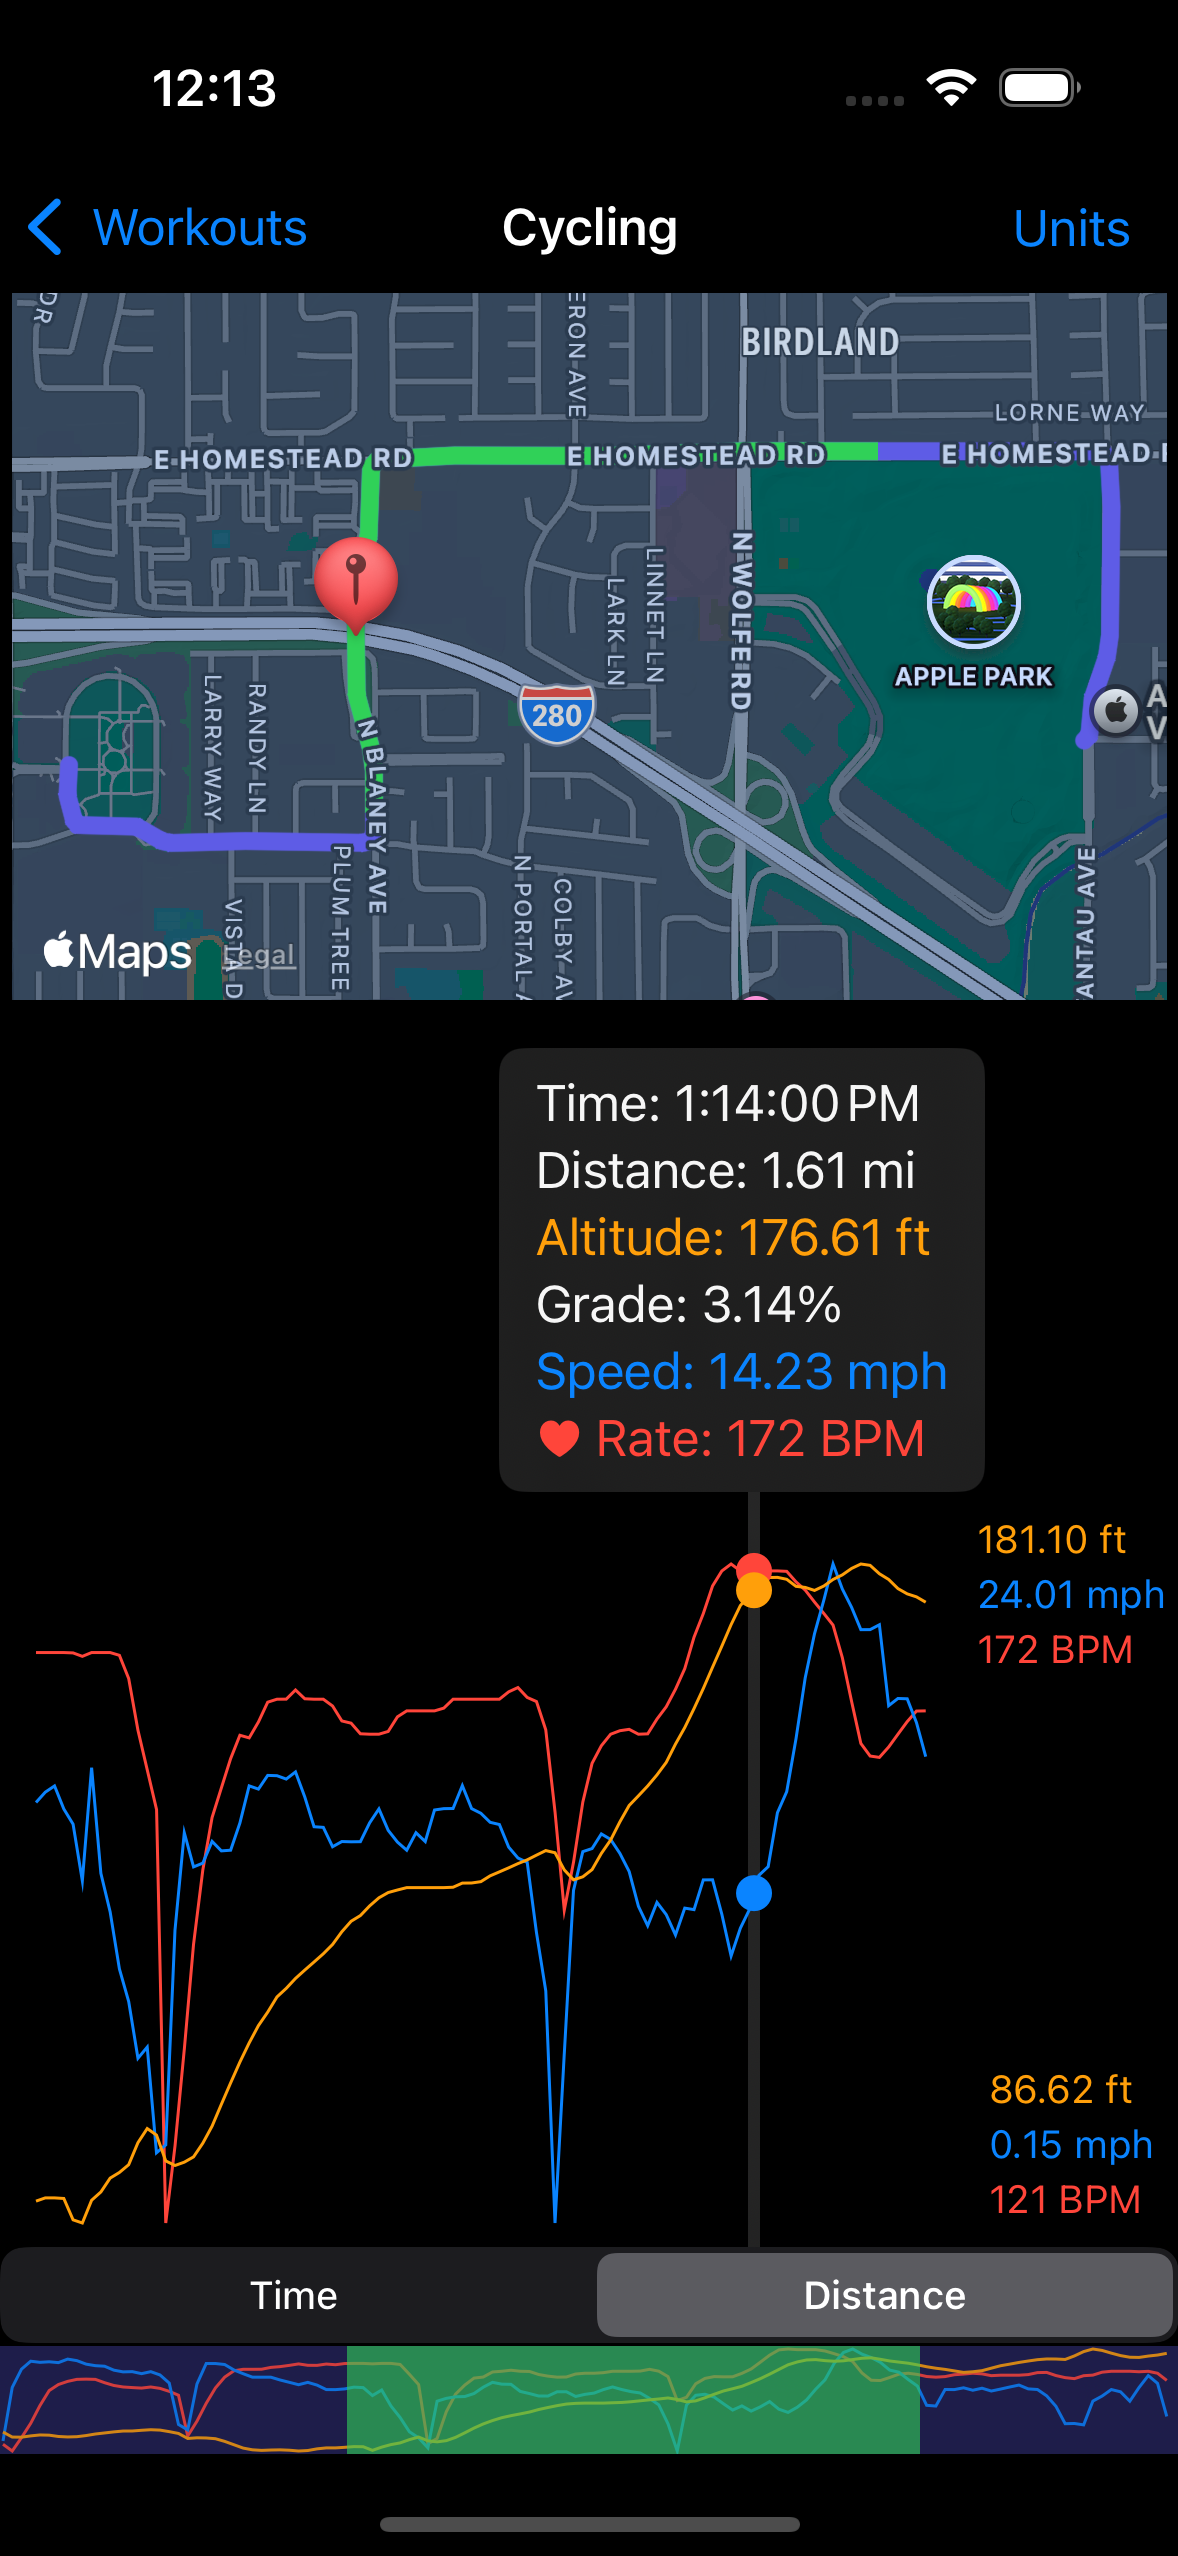 12:13
Workouts
Cycling
Units
DR
ERON AVE
BIRDLAND
LORNE WAY
E HOMESTEAD RD
E HOMESTEAD RD
E HOMESTEAD R
N WOLFE RD
LINNET LN
LARK LN
APPLE PARK
A
V
280
LARRY WAY
RANDY LN
N BLANEY AVE
PLUM TREE
N PORTAL A
COLBY AV
VISTA D
ANTAU AVE
Maps
Legal
Time: 1:14:00 PM
Distance: 1.61 mi
Altitude: 176.61 ft
Grade: 3.14%
Speed: 14.23 mph
Rate: 172 BPM
181.10 ft
24.01 mph
172 BPM
86.62 ft
0.15 mph
121 BPM
Time
Distance